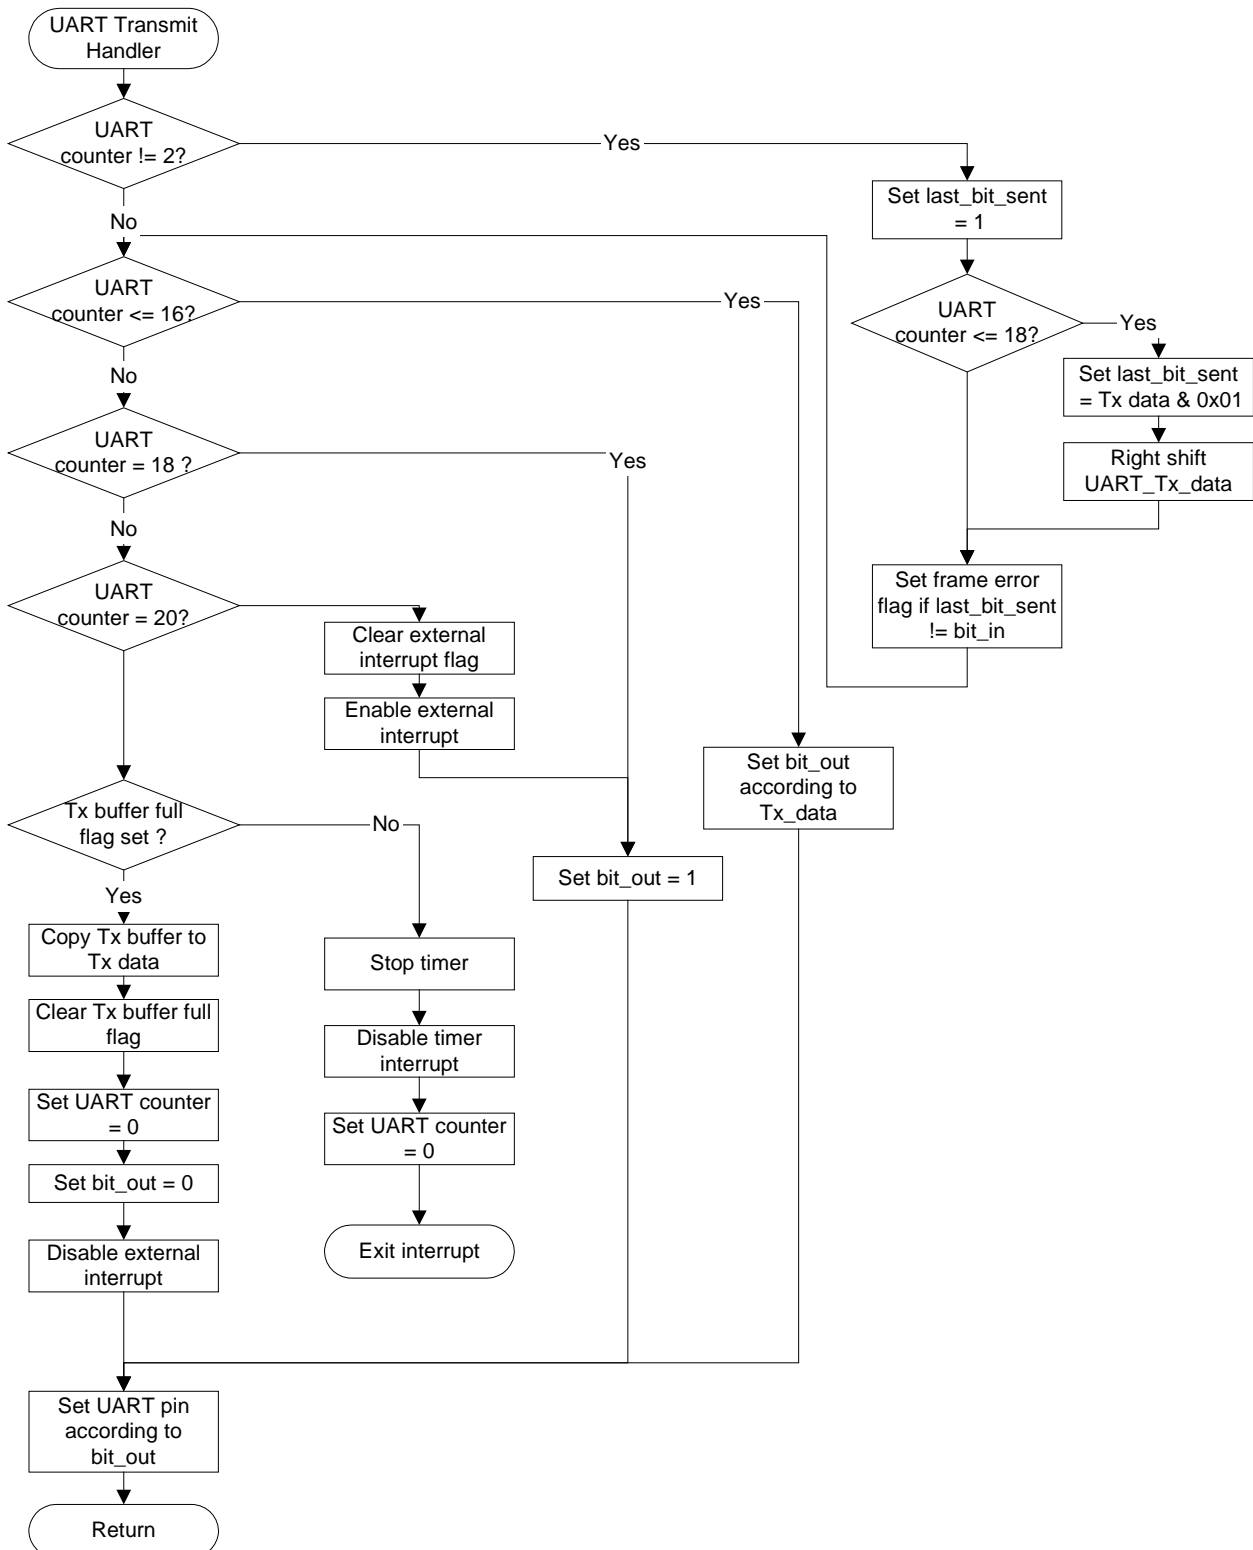 UART Transmit
Handler
UART
counter != 2?
Yes
Set last_bit_sent
= 1
No
UART
counter <= 16?
Yes
UART
counter <= 18?
Yes
Set last_bit_sent
= Tx data & 0x01
No
UART
counter = 18 ?
Yes
Right shift
UART_Tx_data
No
UART
counter = 20?
Set frame error
flag if last_bit_sent
!= bit_in
Clear external
interrupt flag
Enable external
interrupt
Set bit_out
according to
Tx_data
Tx buffer full
flag set ?
No
Set bit_out = 1
Yes
Copy Tx buffer to
Tx data
Stop timer
Clear Tx buffer full
flag
Disable timer
interrupt
Set UART counter
= 0
Set UART counter
= 0
Set bit_out = 0
Disable external
interrupt
Exit interrupt
Set UART pin
according to
bit_out
Return